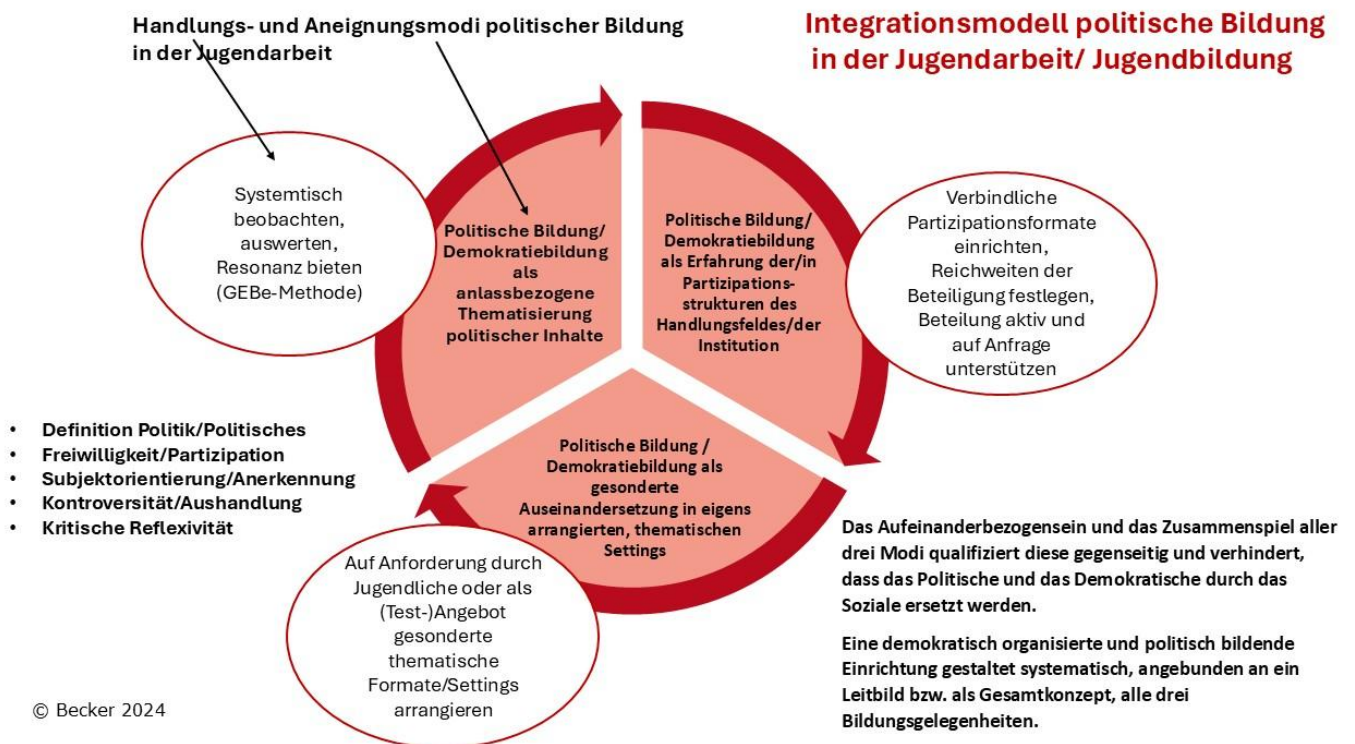 Handlungs- und Aneignungsmodi politischer Bildung
in der Jugendarbeit
Integrationsmodell politische Bildung
in der Jugendarbeit/ Jugendbildung
Systemtisch
beobachten,
auswerten,
Resonanz bieten
(GEBe-Methode)
Politische Bildung/
Demokratiebildung
als
anlassbezogene
Thematisierung
politischer Inhalte
Politische Bildung/
Demokratiebildung
als Erfahrung der/in
Partizipations-
strukturen des
Handlungsfeldes/der
Institution
Verbindliche
Partizipationsformate
einrichten,
Reichweiten der
Beteiligung festlegen,
Beteilung aktiv und
auf Anfrage
unterstützen
• Definition Politik/Politisches
• Freiwilligkeit/Partizipation
• Subjektorientierung/Anerkennung
• Kontroversität/Aushandlung
• Kritische Reflexivität
Politische Bildung /
Demokratiebildung als
gesonderte
Auseinandersetzung in eigens
arrangierten, thematischen
Settings
Auf Anforderung durch
Jugendliche oder als
(Test-)Angebot
gesonderte
thematische
Formate/Settings
arrangieren
Das Aufeinanderbezogensein und das Zusammenspiel aller
drei Modi qualifiziert diese gegenseitig und verhindert,
dass das Politische und das Demokratische durch das
Soziale ersetzt werden.
Eine demokratisch organisierte und politisch bildende
Einrichtung gestaltet systematisch, angebunden an ein
Leitbild bzw. als Gesamtkonzept, alle drei
Bildungsgelegenheiten.
© Becker 2024